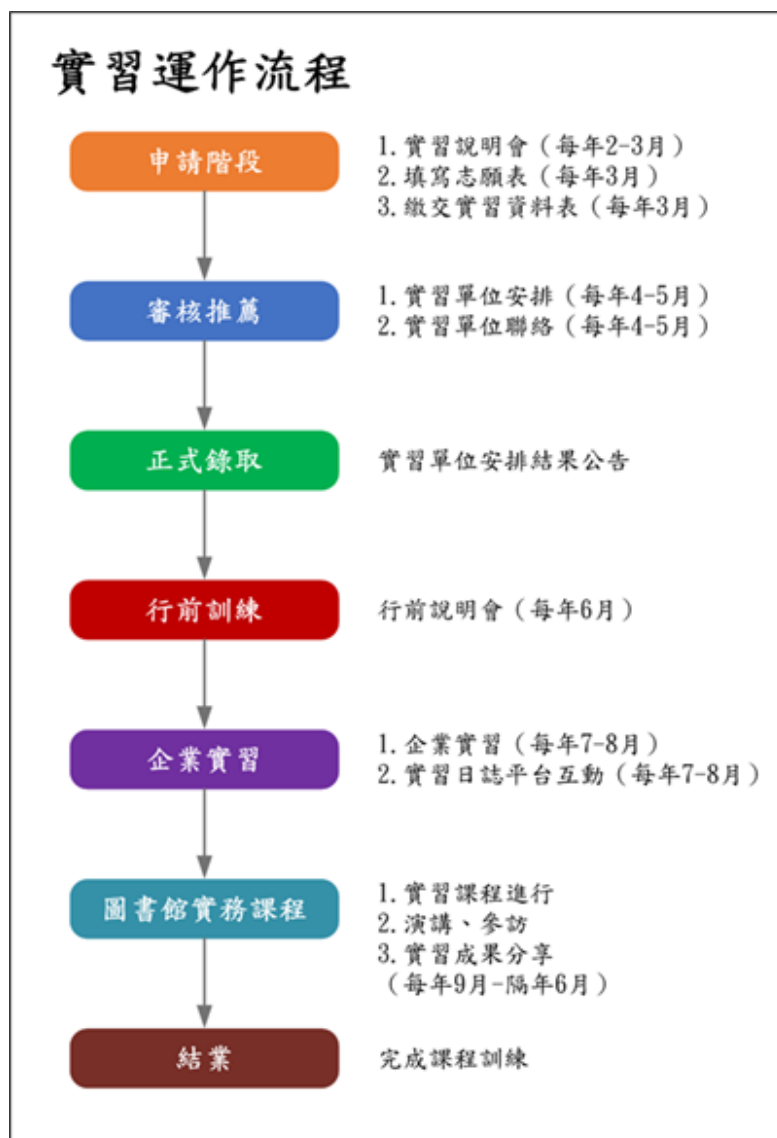 實習運作流程
申請階段
1.實習說明會（每年2-3月）
2.填寫志願表（每年3月）
3.繳交實習資料表（每年3月）
審核推薦
1.實習單位安排（每年4-5月）
2.實習單位聯絡（每年4-5月）
正式錄取
實習單位安排結果公告
行前訓練
行前說明會（每年6月）
企業實習
1.企業實習（每年7-8月）
2.實習日誌平台互動（每年7-8月）
圖書館實務課程
1.實習課程進行
2.演講、參訪
3.實習成果分享
（每年9月-隔年6月）
結業
完成課程訓練